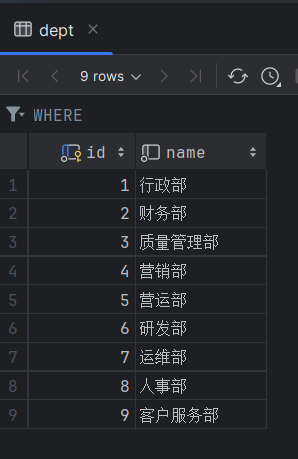 dept
9 rows
WHERE
id name
1 1 行政部
2 2 财务部
3 3 质量管理部
4 4 营销部
5 5 营运部
6 6 研发部
7 7 运维部
8 8 人事部
9 9 客户服务部